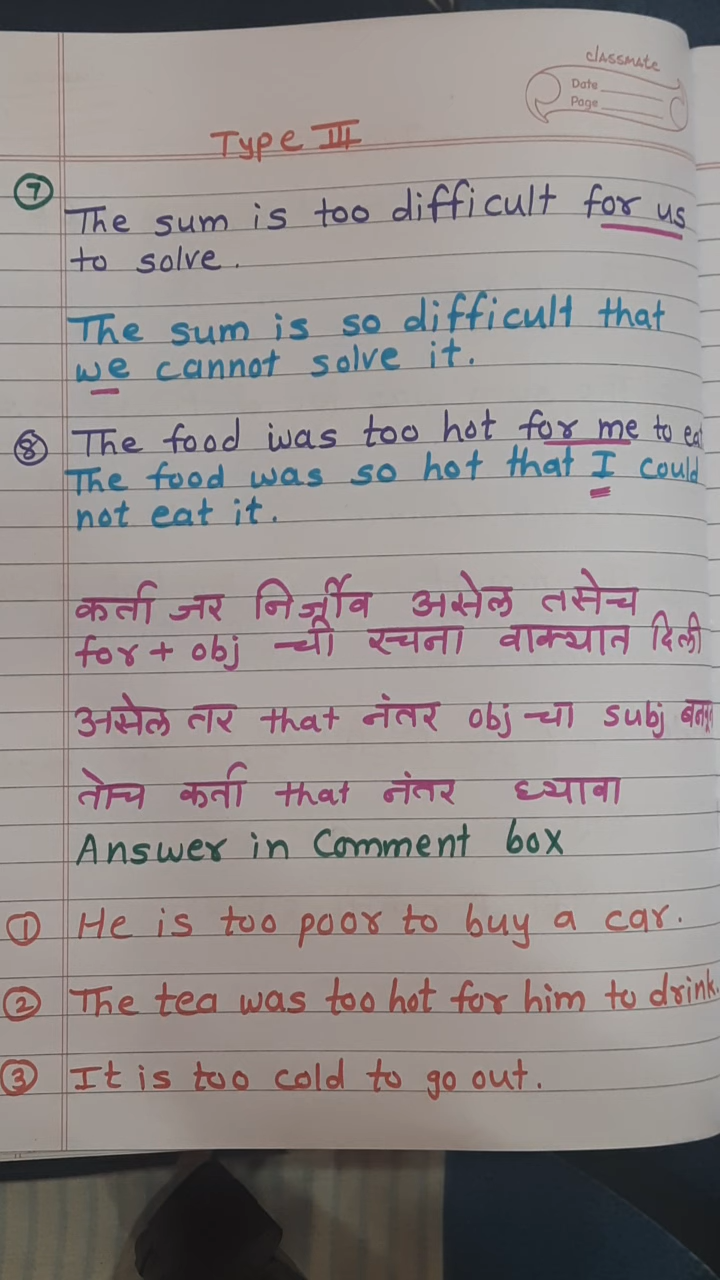 classmate
Date
Page
Type III
7 The sum is too difficult for us
to solve.
The sum is so difficult that
we cannot solve it.
8 The food was too hot for me to eat
The food was so hot that I could
not eat it.
कर्ता जर निर्जीव असेल तसेच
for + obj ची रचना वाक्यात दिली
असेल तर that नंतर obj चा subj
तोच कर्ता that नंतर घ्यावा
Answer in Comment box
1 He is too poor to buy a car.
2 The tea was too hot for him to drink.
3 It is too cold to go out.